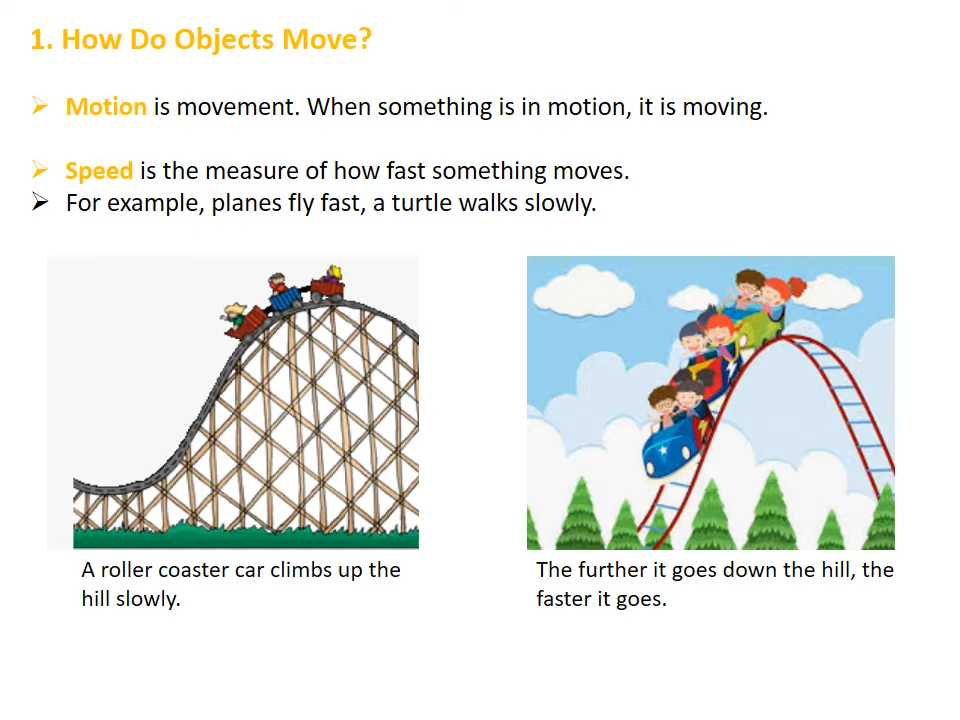 1. How Do Objects Move?
➢ Motion is movement. When something is in motion, it is moving.
➢ Speed is the measure of how fast something moves.
➢ For example, planes fly fast, a turtle walks slowly.
A roller coaster car climbs up the
hill slowly.
The further it goes down the hill, the
faster it goes.